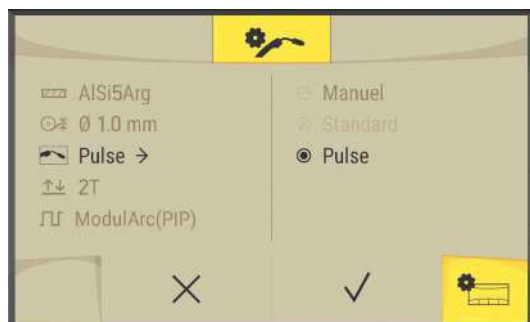 AlSi5Arg
Ø 1.0 mm
Pulse →
2T
ModulArc(PIP)
Manuel
Standard
Pulse